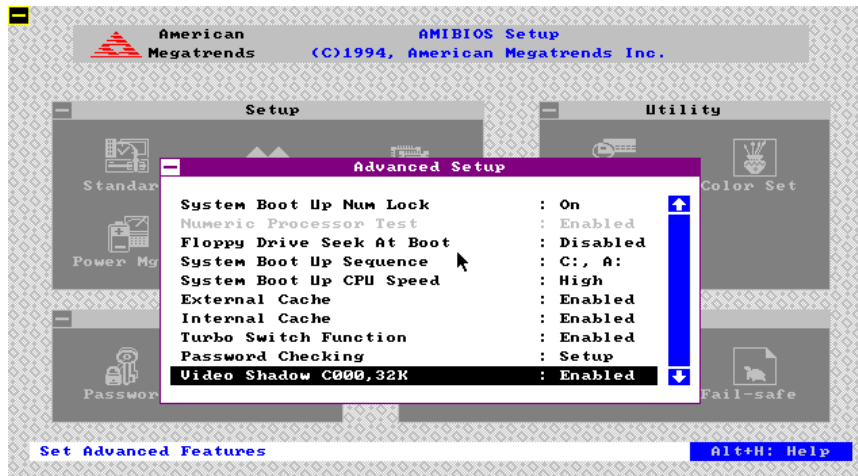 American
Megatrends
AMIBIOS Setup
(C)1994, American Megatrends Inc.
Setup
Utility
Standar
Color Set
Power Mg
Advanced Setup
System Boot Up Num Lock : On
Numeric Processor Test : Enabled
Floppy Drive Seek At Boot : Disabled
System Boot Up Sequence : C:, A:
System Boot Up CPU Speed : High
External Cache : Enabled
Internal Cache : Enabled
Turbo Switch Function : Enabled
Password Checking : Setup
Video Shadow C000,32K : Enabled
Passwor
Fail-safe
Set Advanced Features
Alt+H: Help